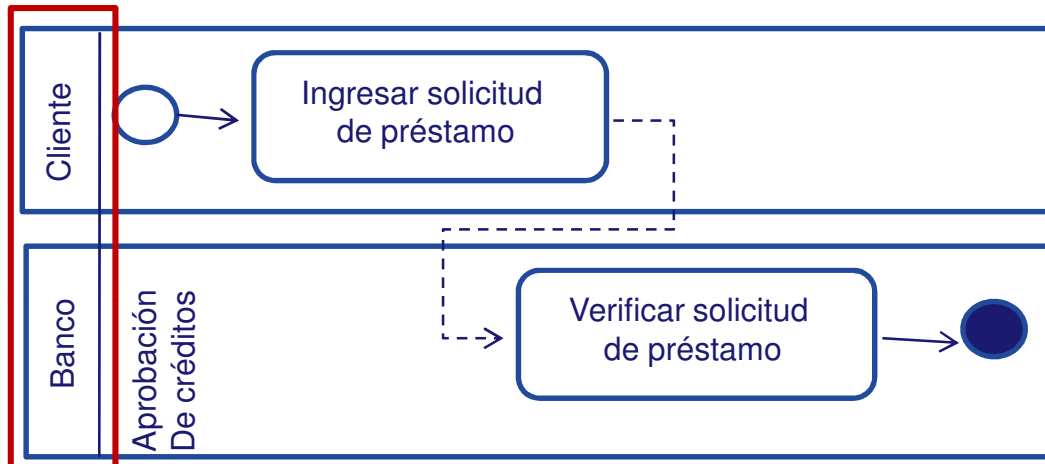 Cliente
Ingresar solicitud
de préstamo
Banco
Aprobación
De créditos
Verificar solicitud
de préstamo